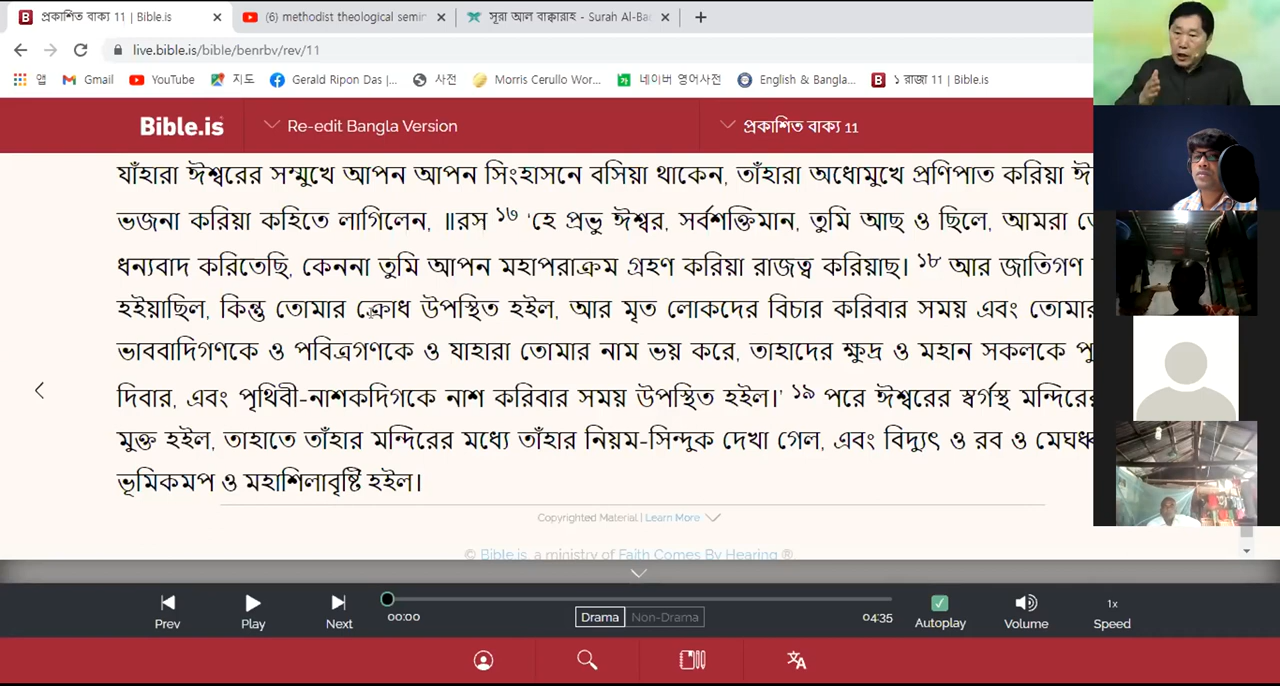 প্রকাশিত বাক্য 11 | Bible.is
(6) methodist theological semin
সূরা আল বাক্বারাহ - Surah Al-Ba
live.bible.is/bible/benrbv/rev/11
앱 Gmail YouTube 지도 Gerald Ripon Das |... 사전 Morris Cerullo Wor... 네이버 영어사전 English & Bangla... ১ রাজা 11 | Bible.is
Bible.is Re-edit Bangla Version প্রকাশিত বাক্য 11
যাঁহারা ঈশ্বরের সম্মুখে আপন আপন সিংহাসনে বসিয়া থাকেন, তাঁহারা অধোমুখে প্রণিপাত করিয়া ঈ
ভজনা করিয়া কহিতে লাগিলেন, ॥রস ১৭ ‘হে প্রভু ঈশ্বর, সর্বশক্তিমান, তুমি আছ ও ছিলে, আমরা
ধন্যবাদ করিতেছি, কেননা তুমি আপন মহাপরাক্রম গ্রহণ করিয়া রাজত্ব করিয়াছ। ১৮ আর জাতিগণ
হইয়াছিল, কিন্তু তোমার ক্রোধ উপস্থিত হইল, আর মৃত লোকদের বিচার করিবার সময় এবং তোমার
ভাববাদিগণকে ও পবিত্রগণকে ও যাহারা তোমার নাম ভয় করে, তাহাদের ক্ষুদ্র ও মহান সকলকে পু
দিবার, এবং পৃথিবী-নাশকদিগকে নাশ করিবার সময় উপস্থিত হইল।’ ১৯ পরে ঈশ্বরের স্বর্গস্থ মন্দিরের
মুক্ত হইল, তাহাতে তাঁহার মন্দিরের মধ্যে তাঁহার নিয়ম-সিন্দুক দেখা গেল, এবং বিদ্যুৎ ও রব ও মেঘধ্ব
ভূমিকমপ ও মহাশিলাবৃষ্টি হইল।
Copyrighted Material | Learn More
© Bible.is, a ministry of Faith Comes By Hearing ®
00:00 Drama Non-Drama 04:35
Prev Play Next Autoplay Volume 1x Speed